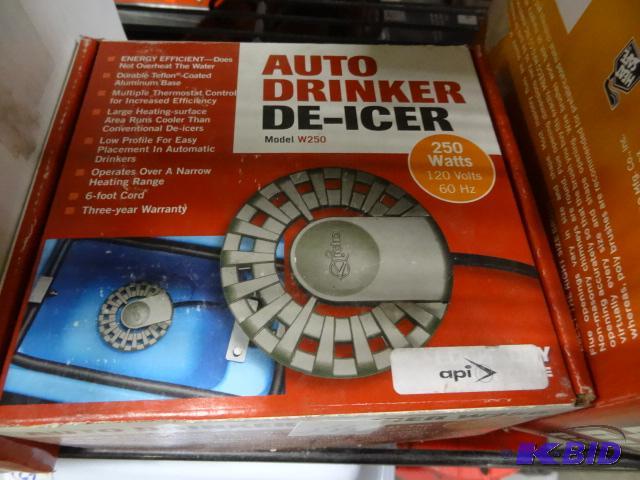 ENERGY EFFICIENT—Does
Not Overheat The Water
Durable Teflon®-Coated
Aluminum Base
Multiple Thermostat Control
for Increased Efficiency
Large Heating-surface
Area Runs Cooler Than
Conventional De-icers
Low Profile For Easy
Placement In Automatic
Drinkers
Operates Over A Narrow
Heating Range
6-foot Cord
Three-year Warranty
AUTO
DRINKER
DE-ICER
Model W250
250
Watts
120 Volts
60 Hz
api
api
K-BID